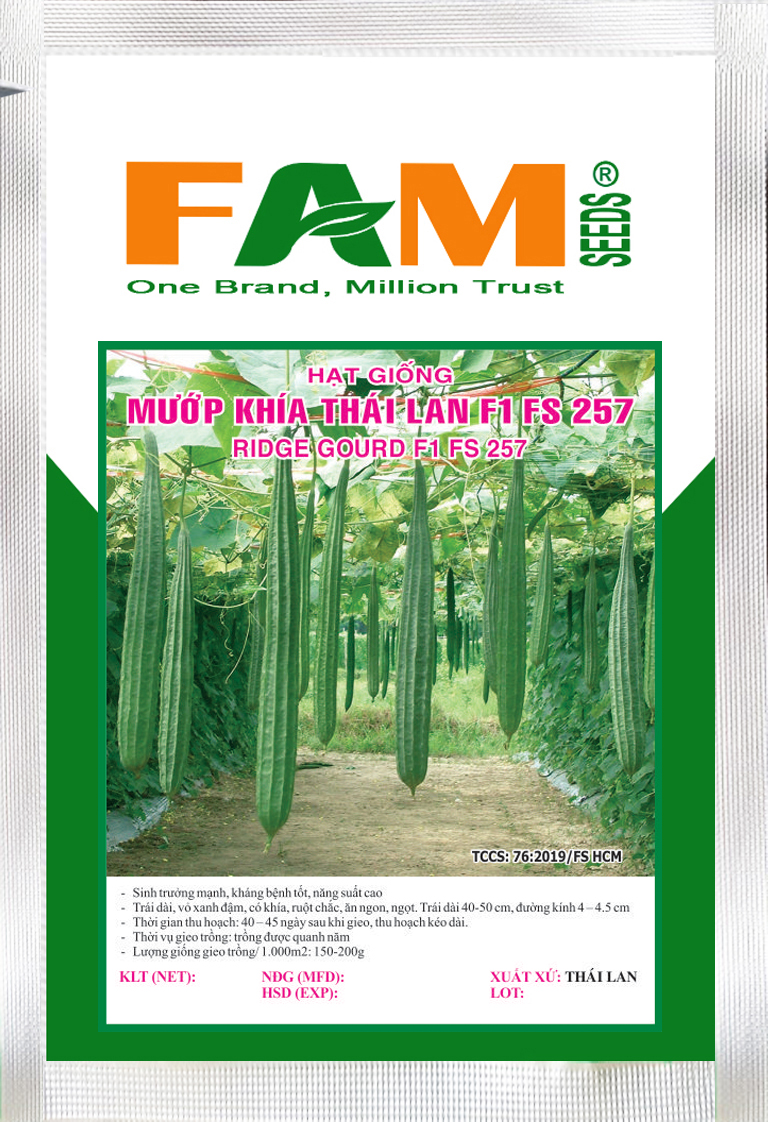 FAM SEEDS®
One Brand, Million Trust
HẠT GIỐNG
MƯỚP KHÍA THÁI LAN F1 FS 257
RIDGE GOURD F1 FS 257
TCCS: 76:2019/FS HCM
- Sinh trưởng mạnh, kháng bệnh tốt, năng suất cao
- Trái dài, vỏ xanh đậm, có khía, ruột chắc, ăn ngon, ngọt. Trái dài 40-50 cm, đường kính 4 – 4.5 cm
- Thời gian thu hoạch: 40 – 45 ngày sau khi gieo, thu hoạch kéo dài.
- Thời vụ gieo trồng: trồng được quanh năm
- Lượng giống gieo trồng/ 1.000m2: 150-200g
KLT (NET): NĐG (MFD): XUẤT XỨ: THÁI LAN
HSD (EXP): LOT: